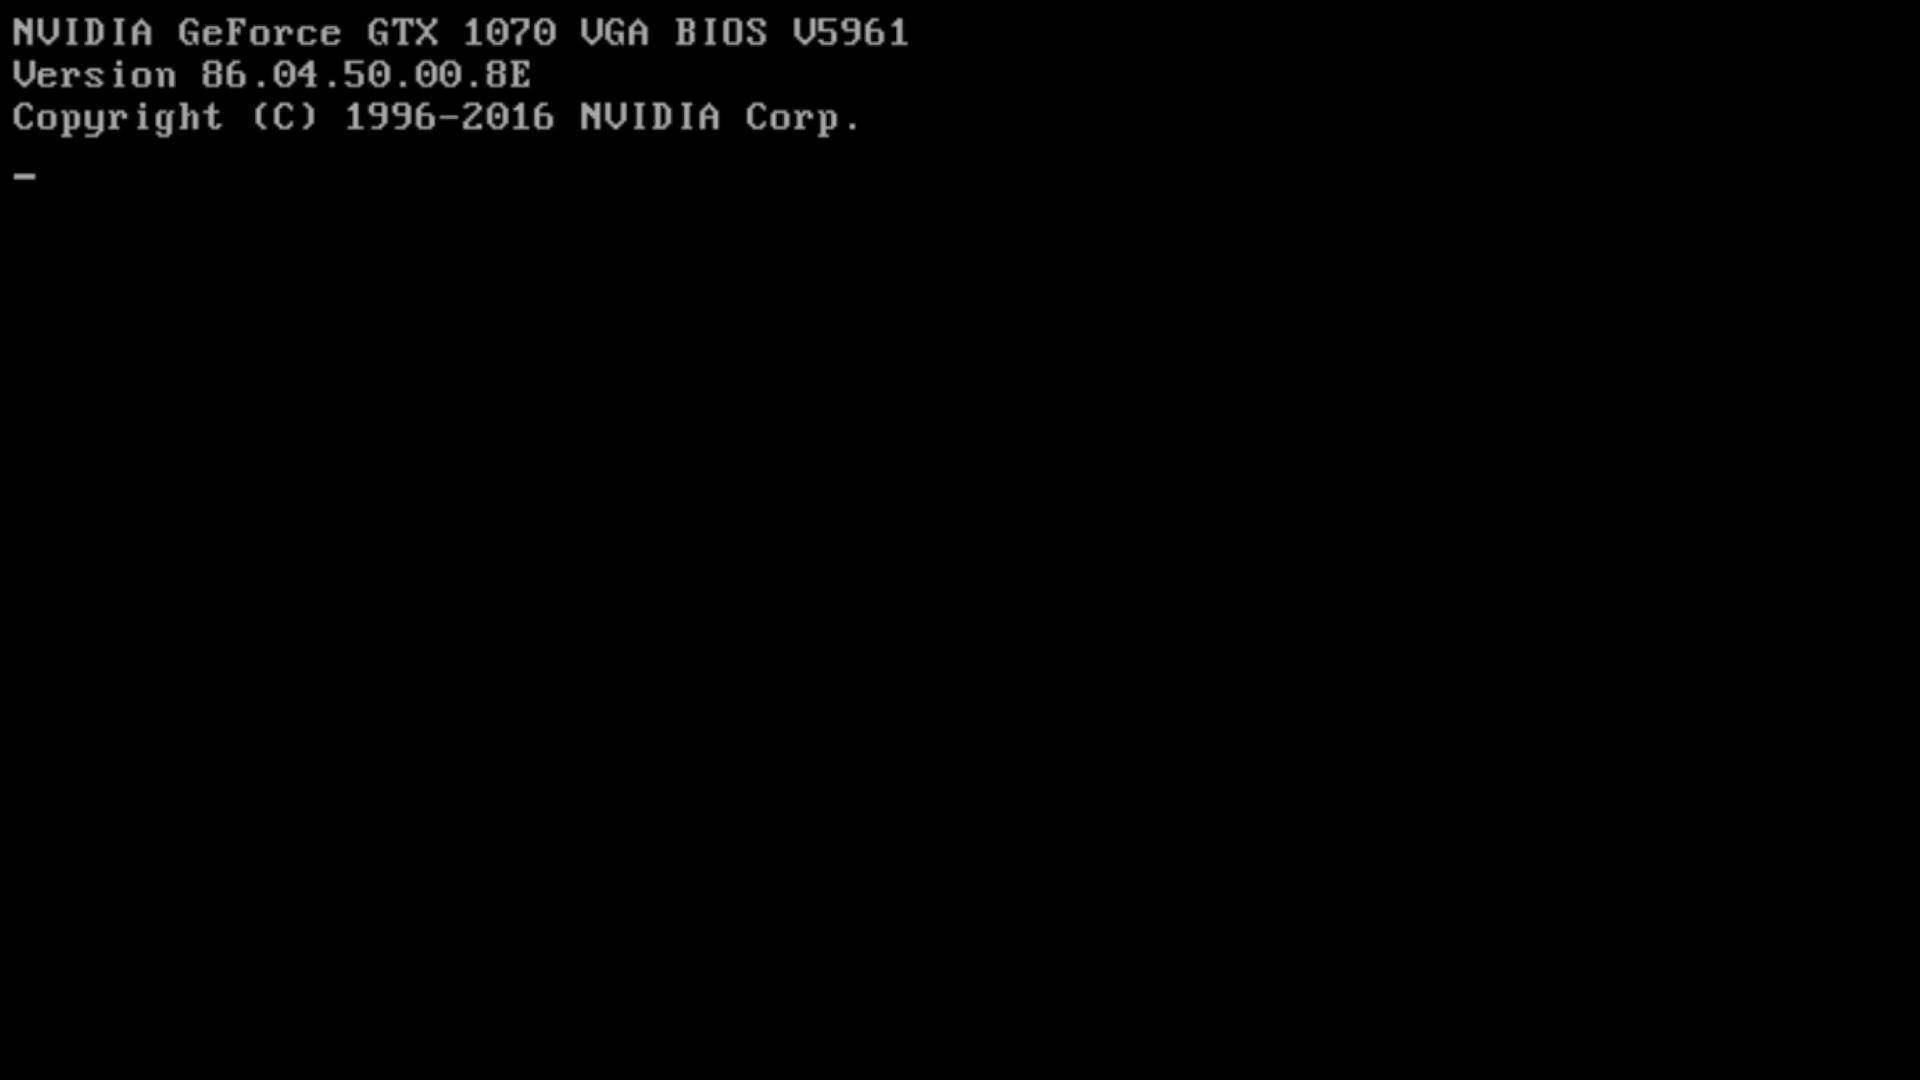 NVIDIA GeForce GTX 1070 VGA BIOS V5961
Version 86.04.50.00.8E
Copyright (C) 1996-2016 NVIDIA Corp.
_